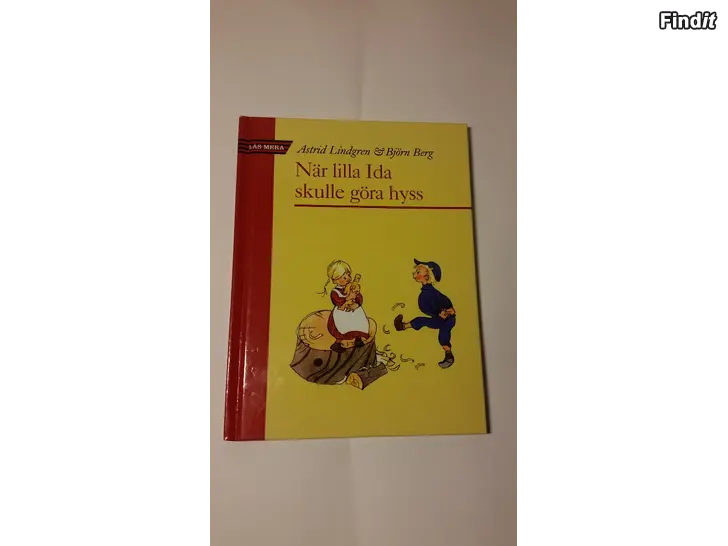 Findit
LÄS MERA
Astrid Lindgren & Björn Berg
När lilla Ida
skulle göra hyss